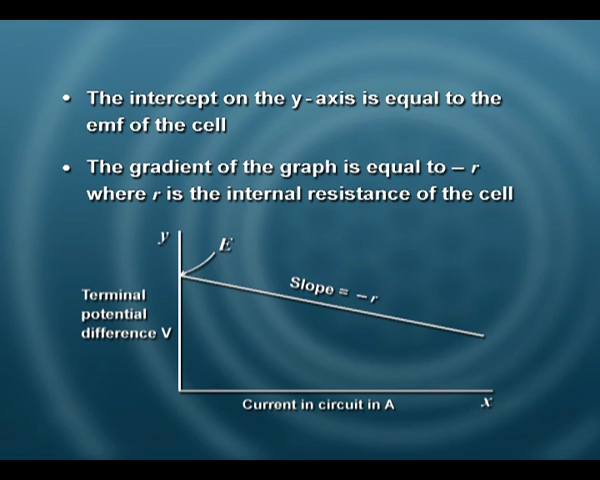 • The intercept on the y-axis is equal to the
emf of the cell
• The gradient of the graph is equal to – r
where r is the internal resistance of the cell
y
E
Slope = –r
Terminal
potential
difference V
Current in circuit in A
x